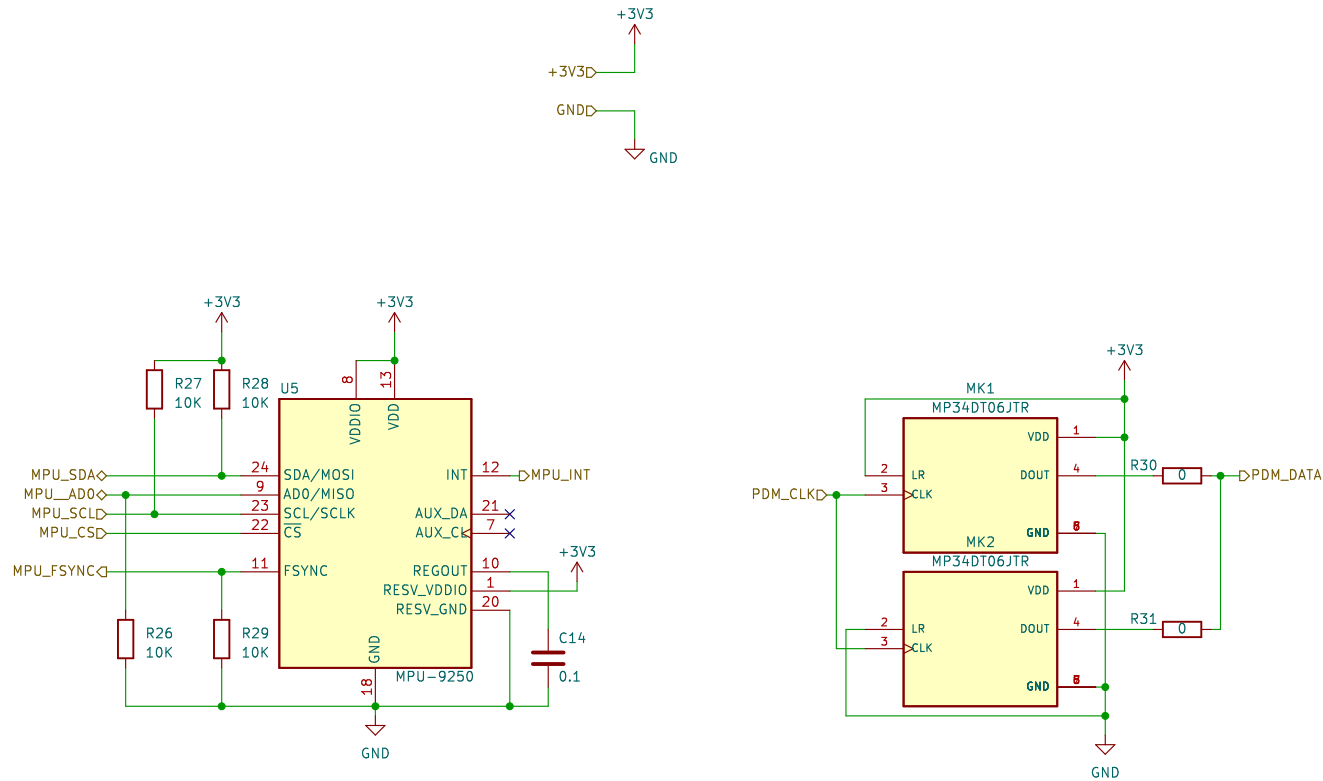 +3V3
+3V3
GND
GND
+3V3
+3V3
R27
10K
R28
10K
U5
8
13
VDDIO
VDD
MPU_SDA
24
SDA/MOSI
INT
12
MPU_INT
MPU__AD0
9
AD0/MISO
MPU_SCL
23
SCL/SCLK
AUX_DA
21
MPU_CS
22
CS
AUX_CL
7
MPU_FSYNC
11
FSYNC
REGOUT
10
+3V3
RESV_VDDIO
1
RESV_GND
20
R26
10K
R29
10K
GND
18
MPU-9250
C14
0.1
GND
+3V3
MK1
MP34DT06JTR
VDD
1
2
LR
DOUT
4
R30
0
PDM_DATA
PDM_CLK
3
CLK
GND
MK2
MP34DT06JTR
VDD
1
2
LR
DOUT
4
R31
0
3
CLK
GND
GND